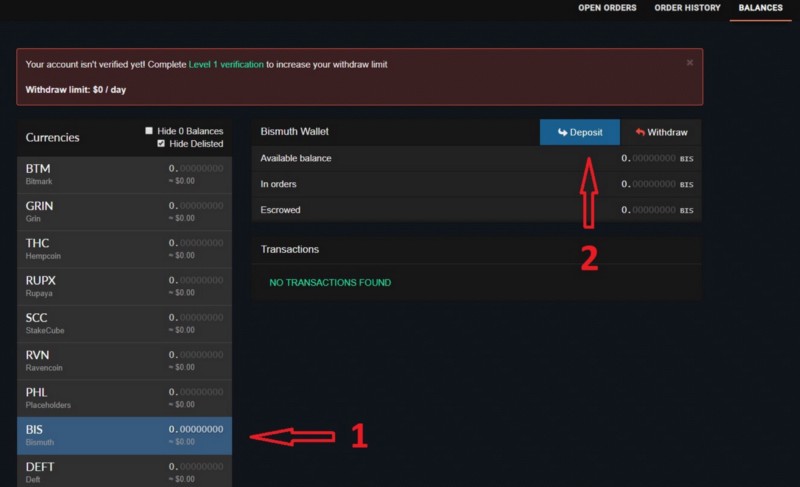 OPEN ORDERS ORDER HISTORY BALANCES
Your account isn't verified yet! Complete Level 1 verification to increase your withdraw limit ×
Withdraw limit: $0 / day
Currencies
Hide 0 Balances
Hide Delisted
BTM 0.00000000
Bitmark ≈ $0.00
GRIN 0.00000000
Grin ≈ $0.00
THC 0.00000000
Hempcoin ≈ $0.00
RUPX 0.00000000
Rupaya ≈ $0.00
SCC 0.00000000
StakeCube ≈ $0.00
RVN 0.00000000
Ravencoin ≈ $0.00
PHL 0.00000000
Placeholders ≈ $0.00
BIS 0.00000000
Bismuth ≈ $0.00
DEFT 0.00000000
Deft ≈ $0.00
1
Bismuth Wallet Deposit Withdraw
Available balance 0.00000000 BIS
In orders 0.00000000 BIS
Escrowed 0.00000000 BIS
2
Transactions
NO TRANSACTIONS FOUND